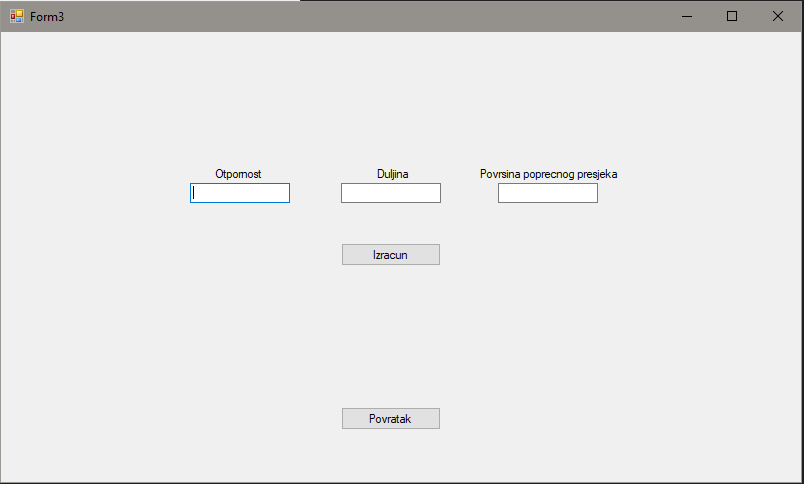 Form3
Otpornost
Duljina
Povrsina poprecnog presjeka
Izracun
Povratak